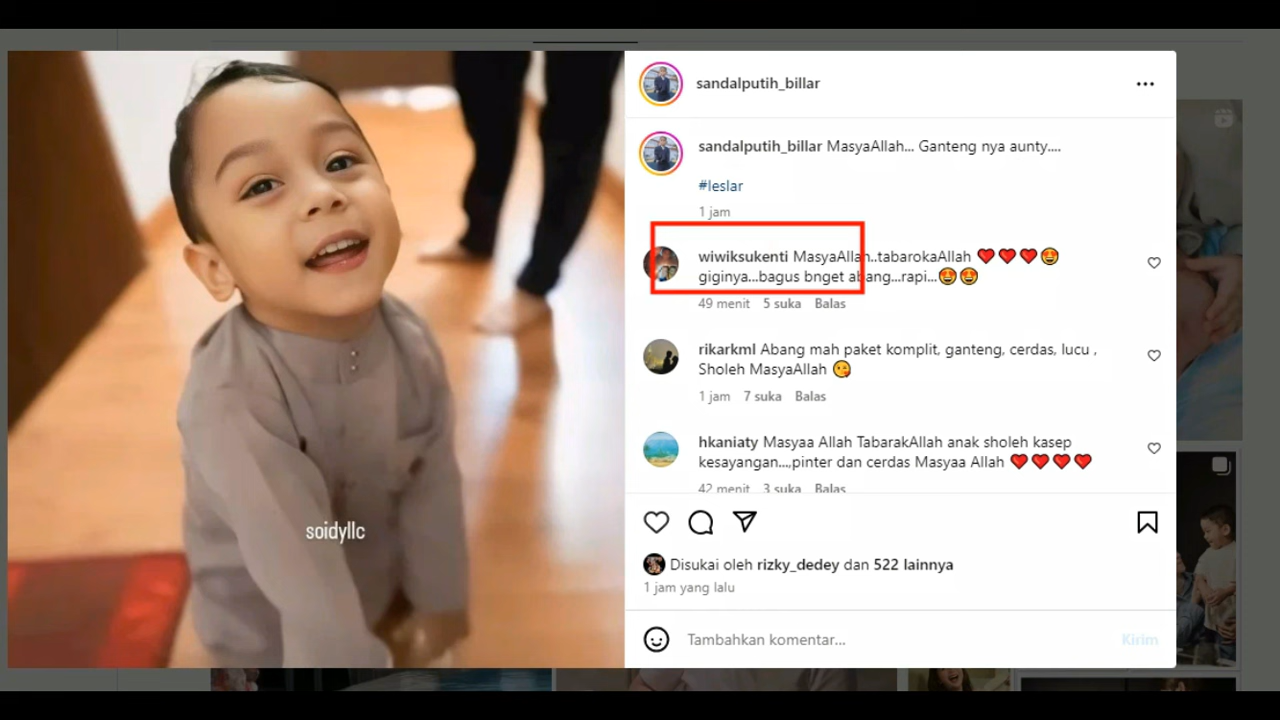 sandalputih_billar
sandalputih_billar MasyaAllah... Ganteng nya aunty....
#leslar
1 jam
wiwiksukenti MasyaAllah..tabarokaAllah ❤️❤️❤️🤩
giginya...bagus bnget abang...rapi...🤩🤩
49 menit 5 suka Balas
rikarkml Abang mah paket komplit, ganteng, cerdas, lucu ,
Sholeh MasyaAllah 😘
1 jam 7 suka Balas
hkaniaty Masyaa Allah TabarakAllah anak sholeh kasep
kesayangan....,pinter dan cerdas Masyaa Allah ❤️❤️❤️❤️
42 menit 3 suka Balas
soidyllc
Disukai oleh rizky_dedey dan 522 lainnya
1 jam yang lalu
Tambahkan komentar...
Kirim